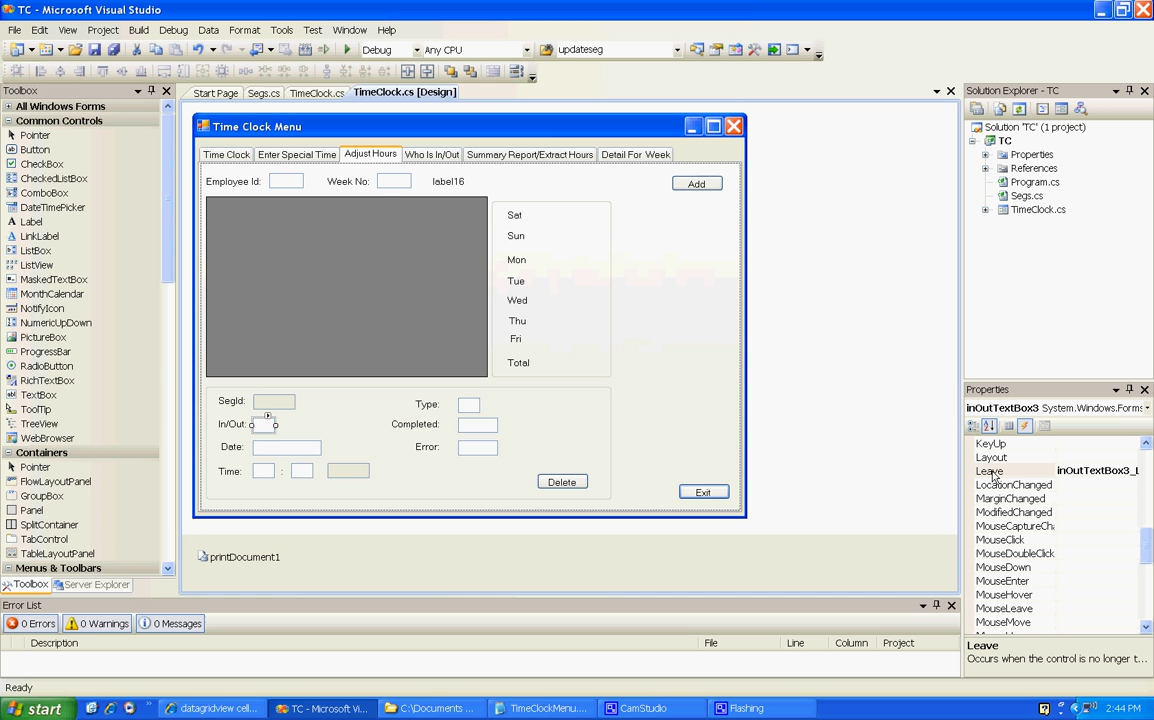 TC - Microsoft Visual Studio
File Edit View Project Build Debug Data Format Tools Test Window Help
Debug Any CPU updateseg
Toolbox
All Windows Forms
Common Controls
Pointer
Button
CheckBox
CheckedListBox
ComboBox
DateTimePicker
Label
LinkLabel
ListBox
ListView
MaskedTextBox
MonthCalendar
NotifyIcon
NumericUpDown
PictureBox
ProgressBar
RadioButton
RichTextBox
TextBox
ToolTip
TreeView
WebBrowser
Containers
Pointer
FlowLayoutPanel
GroupBox
Panel
SplitContainer
TabControl
TableLayoutPanel
Menus & Toolbars
Toolbox Server Explorer
Start Page Segs.cs TimeClock.cs TimeClock.cs [Design]
Time Clock Menu
Time Clock Enter Special Time Adjust Hours Who Is In/Out Summary Report/Extract Hours Detail For Week
Employee Id: Week No: label16 Add
Sat
Sun
Mon
Tue
Wed
Thu
Fri
Total
SegId: Type:
In/Out: Completed:
Date: Error:
Time: :
Delete
Exit
printDocument1
Solution Explorer - TC
Solution 'TC' (1 project)
TC
Properties
References
Program.cs
Segs.cs
TimeClock.cs
Properties
inOutTextBox3 System.Windows.Forms
KeyUp
Layout
Leave inOutTextBox3_L
LocationChanged
MarginChanged
ModifiedChanged
MouseCaptureCha
MouseClick
MouseDoubleClick
MouseDown
MouseEnter
MouseHover
MouseLeave
MouseMove
Leave
Occurs when the control is no longer t...
Error List
0 Errors 0 Warnings 0 Messages
Description File Line Column Project
Ready
start datagridview cell... TC - Microsoft Vi... C:\Documents ... TimeClockMenu.... CamStudio Flashing 2:44 PM